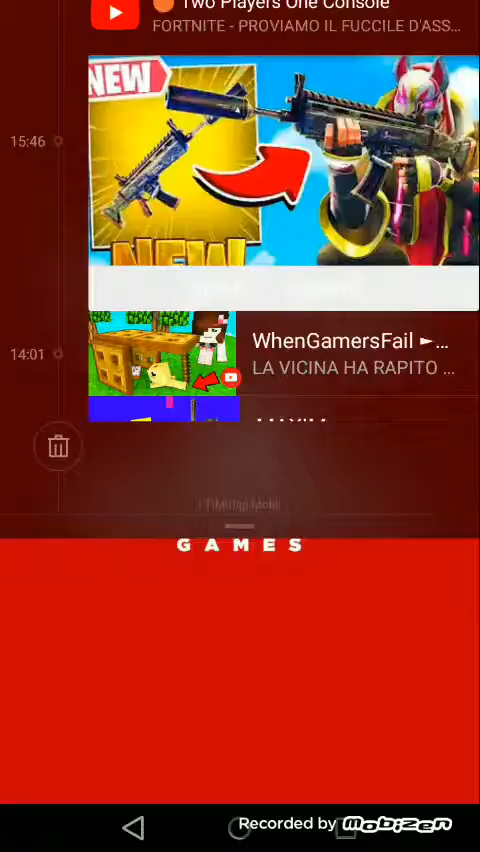 Two Players One Console
FORTNITE - PROVIAMO IL FUCCILE D'ASS...
15:46
NEW
NEW
14:01
WhenGamersFail ►...
LA VICINA HA RAPITO ...
GAMES
Recorded by mobizen